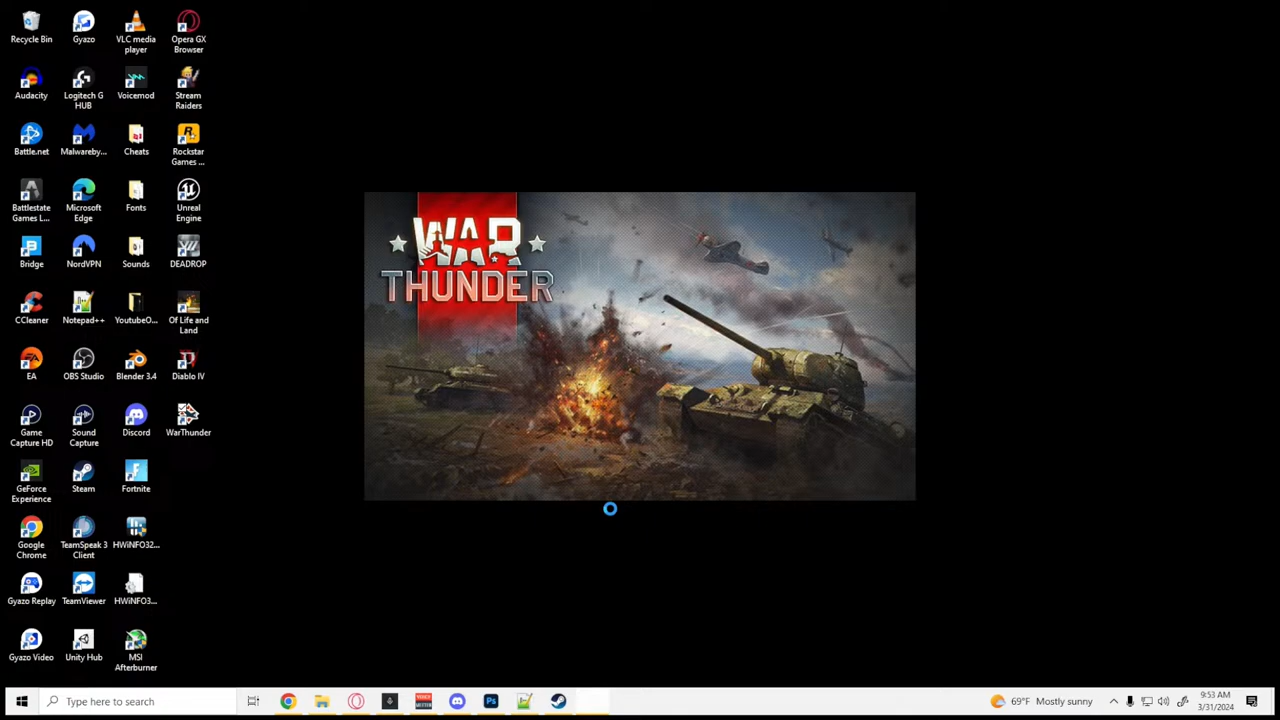 Recycle Bin
Gyazo
VLC media
player
Opera GX
Browser
Audacity
Logitech G
HUB
Voicemod
Stream
Raiders
Battle.net
Malwareby...
Cheats
Rockstar
Games ...
Battlestate
Games L...
Microsoft
Edge
Fonts
Unreal
Engine
Bridge
NordVPN
Sounds
DEADROP
CCleaner
Notepad++
YoutubeO...
Of Life and
Land
EA
OBS Studio
Blender 3.4
Diablo IV
Game
Capture HD
Sound
Capture
Discord
WarThunder
GeForce
Experience
Steam
Fortnite
Google
Chrome
TeamSpeak 3
Client
HWiNFO32...
Gyazo Replay
TeamViewer
HWiNFO3...
Gyazo Video
Unity Hub
MSI
Afterburner
WAR
THUNDER
Type here to search
Ps
69°F Mostly sunny
9:53 AM
3/31/2024